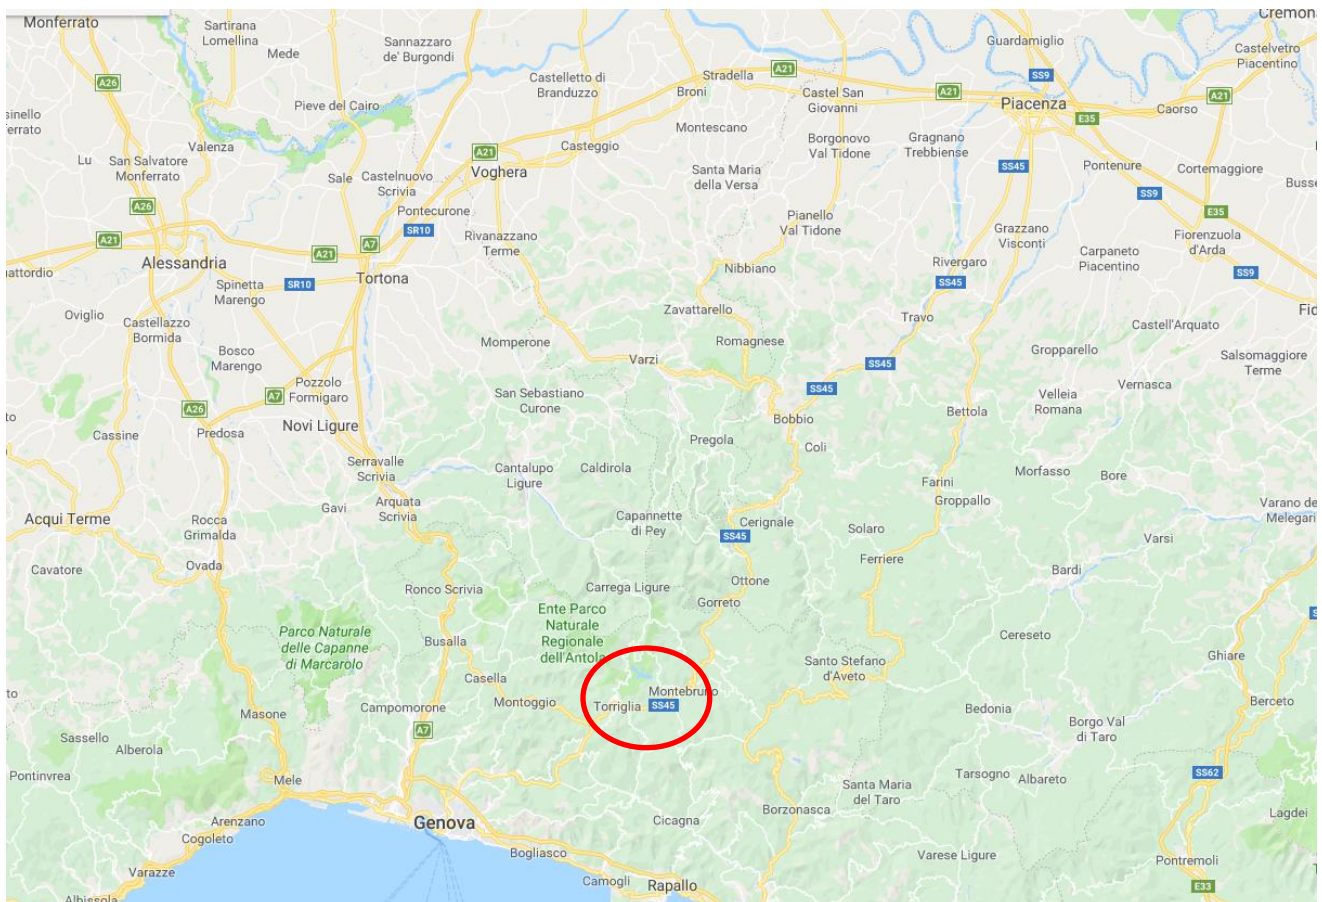 Monferrato
Sartirana
Lomellina
Mede
Sannazzaro
de' Burgondi
Guardamiglio
Cremon
Castelvetro
Piacentino
A26
Castelletto di
Branduzzo
Stradella
Broni
A21
SS9
Castel San
Giovanni
A21
Piacenza
A21
Caorso
E35
sinello
ferrato
Pieve del Cairo
Valenza
Montescano
Borgonovo
Val Tidone
Gragnano
Trebbiense
Casteggio
A21
Voghera
Lu
San Salvatore
Monferrato
Sale
Castelnuovo
Scrivia
Santa Maria
della Versa
SS45
Pontenure
Cortemaggiore
Busse
SS9
A26
Pontecurone
SR10
Pianello
Val Tidone
E35
A21
A21
A7
Rivanazzano
Terme
Grazzano
Visconti
Fiorenzuola
d'Arda
Carpaneto
Piacentino
uattordio
Alessandria
Tortona
Nibbiano
Rivergaro
SS45
SS9
Spinetta
Marengo
SR10
Oviglio
Castellazzo
Bormida
Zavattarello
Travo
Castell'Arquato
Fid
Bosco
Marengo
Momperone
Varzi
Romagnese
SS45
Gropparello
Salsomaggiore
Terme
Pozzolo
Formigaro
A7
A26
San Sebastiano
Curone
SS45
Velleia
Romana
Vernasca
to
Cassine
Predosa
Novi Ligure
Bobbio
Bettola
Pregola
Coli
Serravalle
Scrivia
Cantalupo
Ligure
Caldirola
Farini
Groppallo
Morfasso
Bore
Acqui Terme
Rocca
Grimalda
Gavi
Arquata
Scrivia
Capannette
di Pey
Cerignale
SS45
Solaro
Varano de
Melegari
Varsi
Cavatore
Ovada
Ferriere
Bardi
Ronco Scrivia
Carrega Ligure
Ottone
Gorreto
Ente Parco
Naturale
Regionale
dell'Antola
Parco Naturale
delle Capanne
di Marcarolo
Busalla
Cereseto
Ghiare
Casella
Santo Stefano
d'Aveto
to
Masone
Campomorone
Montoggio
Torriglia
Montebruno
SS45
Bedonia
Borgo Val
di Taro
Berceto
Sassello
Alberola
A7
Pontinvrea
Mele
Tarsogno
Albareto
SS62
Santa Maria
del Taro
Arenzano
Cogoleto
Genova
Cicagna
Borzonasca
Lagdei
Varazze
Bogliasco
Varese Ligure
Pontremoli
Camogli
Rapallo
E33
Albissola